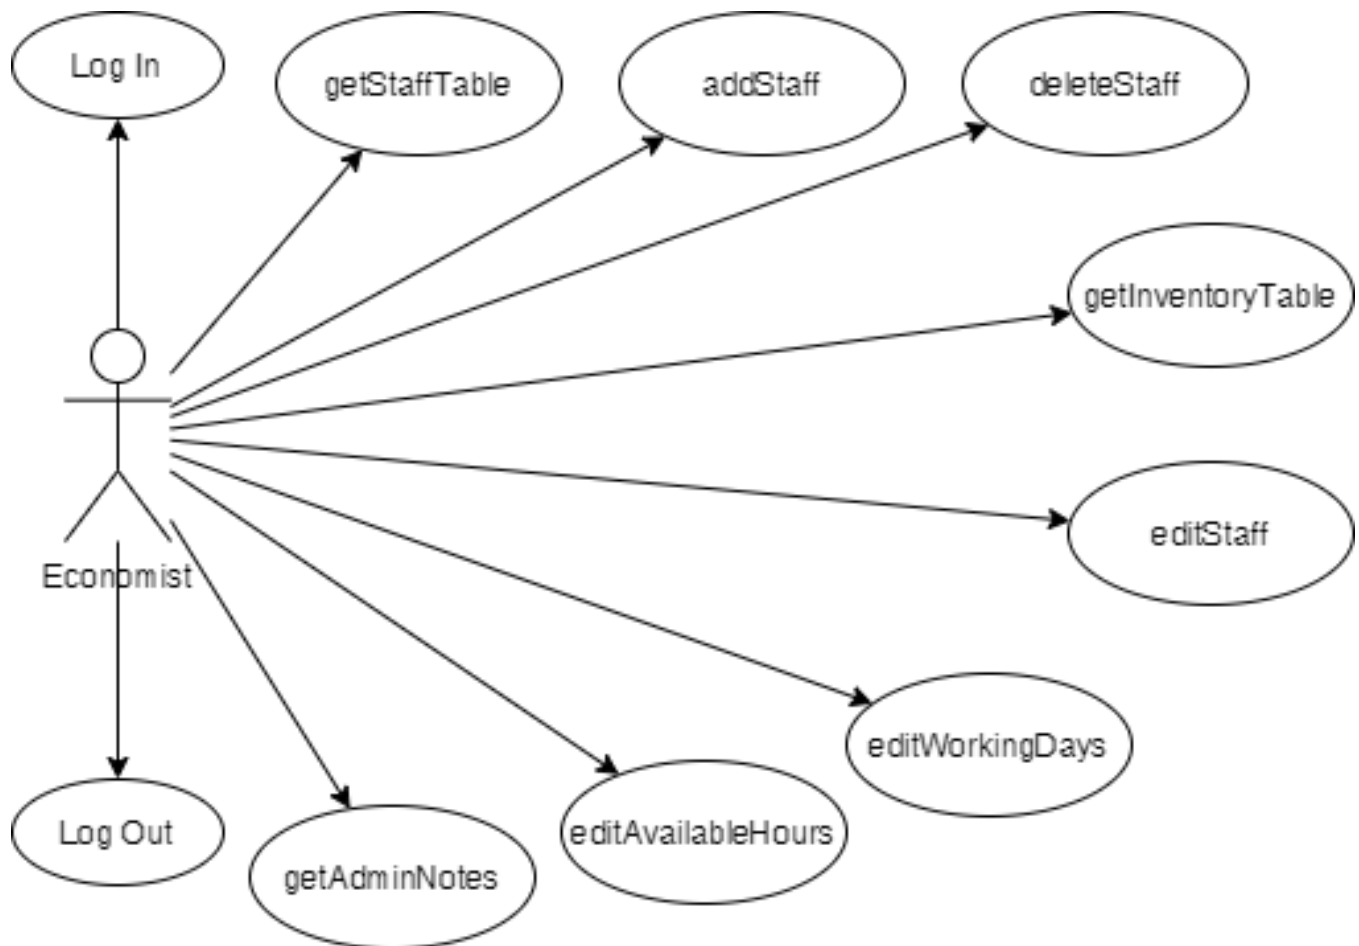 Log In
getStaffTable
addStaff
deleteStaff
getInventoryTable
editStaff
Economist
editWorkingDays
editAvailableHours
Log Out
getAdminNotes